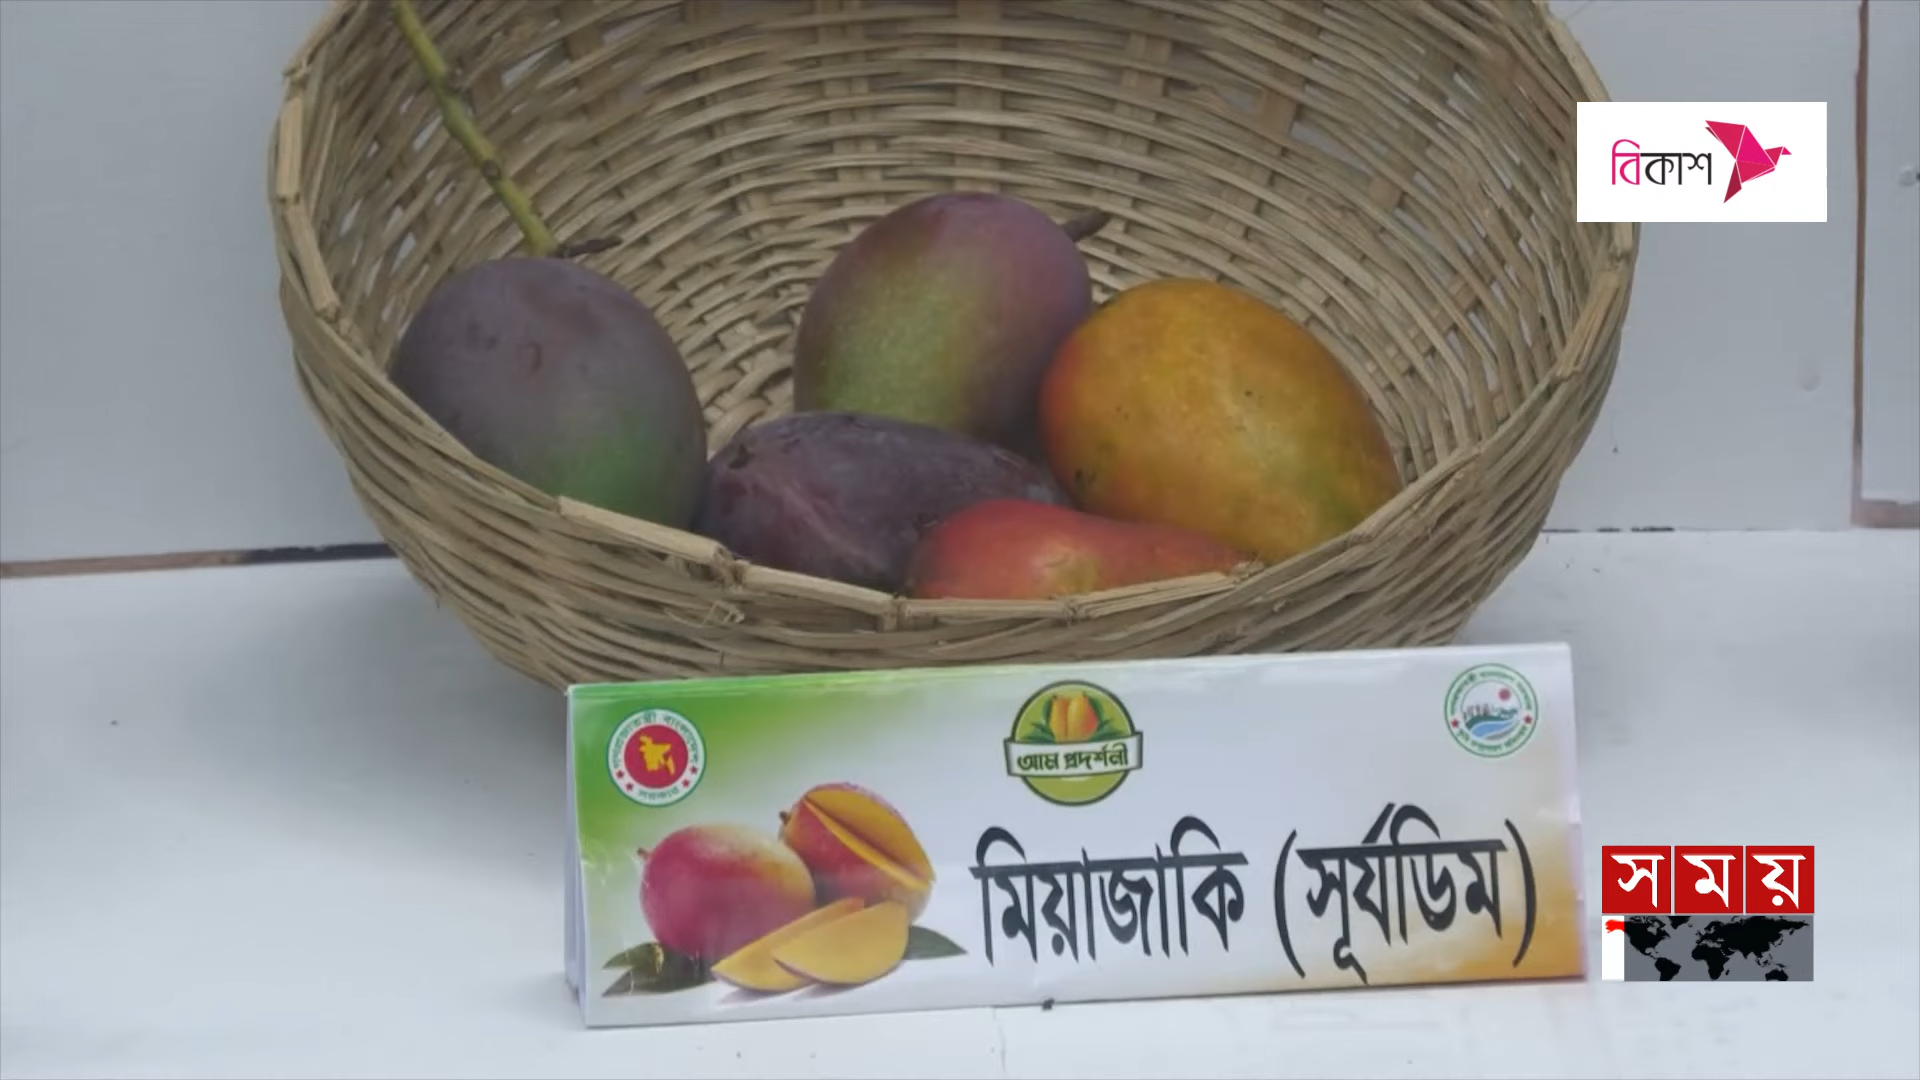 বিকাশ
আম প্রদর্শনী
মিয়াজাকি (সূর্যডিম)
সময়